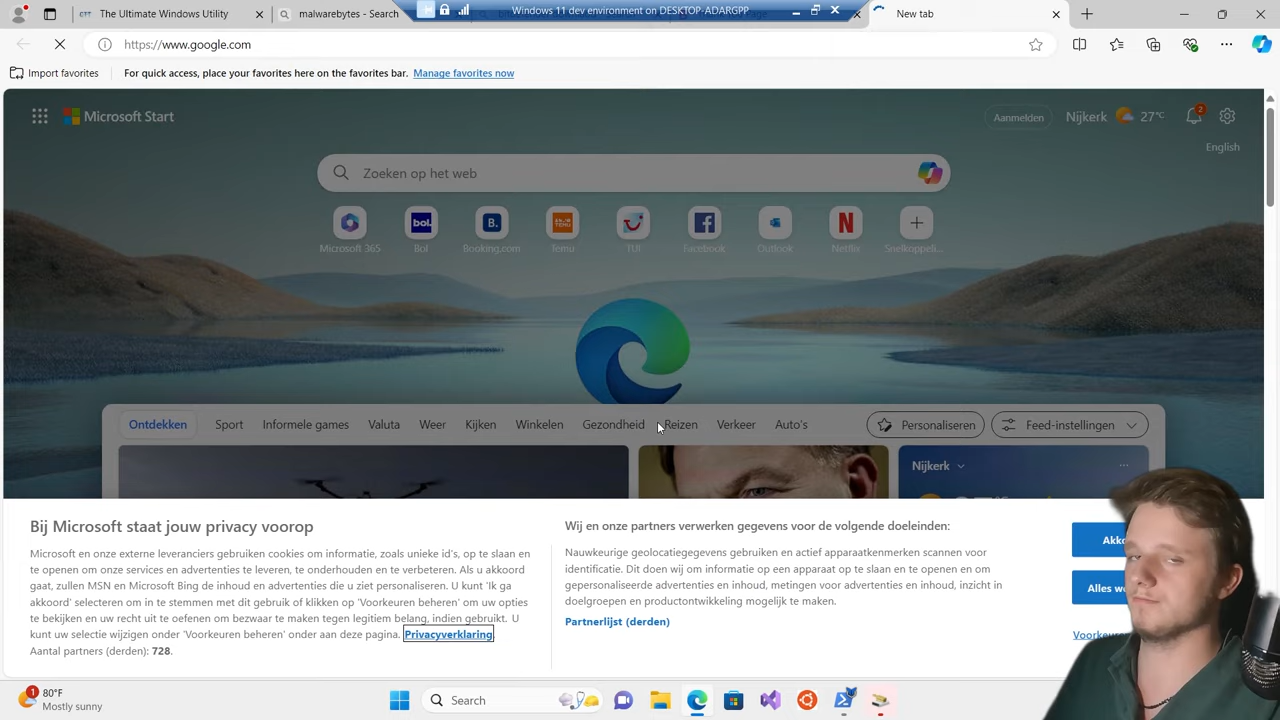 The Ultimate Windows Utility
malwarebytes - Search
Windows 11 dev environment on DESKTOP-ADARGPP
New tab
https://www.google.com
Import favorites
For quick access, place your favorites here on the favorites bar. Manage favorites now
Microsoft Start
Aanmelden
Nijkerk
27°C
2
English
Zoeken op het web
Microsoft 365
Bol
Booking.com
Temu
TUI
Facebook
Outlook
Netflix
Snelkoppeli...
Ontdekken
Sport
Informele games
Valuta
Weer
Kijken
Winkelen
Gezondheid
Reizen
Verkeer
Auto's
Personaliseren
Feed-instellingen
Nijkerk
Bij Microsoft staat jouw privacy voorop
Microsoft en onze externe leveranciers gebruiken cookies om informatie, zoals unieke id's, op te slaan en
te openen om onze services en advertenties te leveren, te onderhouden en te verbeteren. Als u akkoord
gaat, zullen MSN en Microsoft Bing de inhoud en advertenties die u ziet personaliseren. U kunt 'Ik ga
akkoord' selecteren om in te stemmen met dit gebruik of klikken op 'Voorkeuren beheren' om uw opties
te bekijken en uw recht uit te oefenen om bezwaar te maken tegen legitiem belang, indien gebruikt. U
kunt uw selectie wijzigen onder 'Voorkeuren beheren' onder aan deze pagina. Privacyverklaring.
Aantal partners (derden): 728.
Wij en onze partners verwerken gegevens voor de volgende doeleinden:
Nauwkeurige geolocatiegegevens gebruiken en actief apparaatkenmerken scannen voor
identificatie. Dit doen wij om informatie op een apparaat op te slaan en te openen en om
gepersonaliseerde advertenties en inhoud, metingen voor advertenties en inhoud, inzicht in
doelgroepen en productontwikkeling mogelijk te maken.
Partnerlijst (derden)
Akko
Alles we
Voorkeure
1
80°F
Mostly sunny
Search